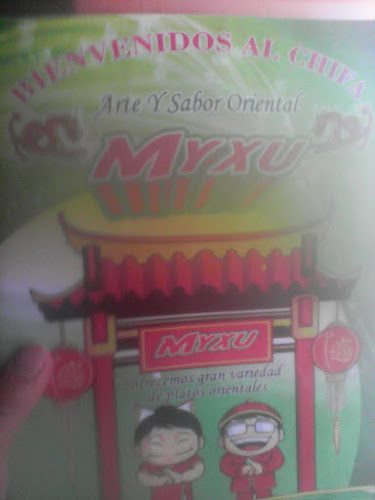 BIENVENIDOS AL CHIFA
Arte Y Sabor Oriental
MYXU
MYXU
ofrecemos gran variedad
de platos orientales